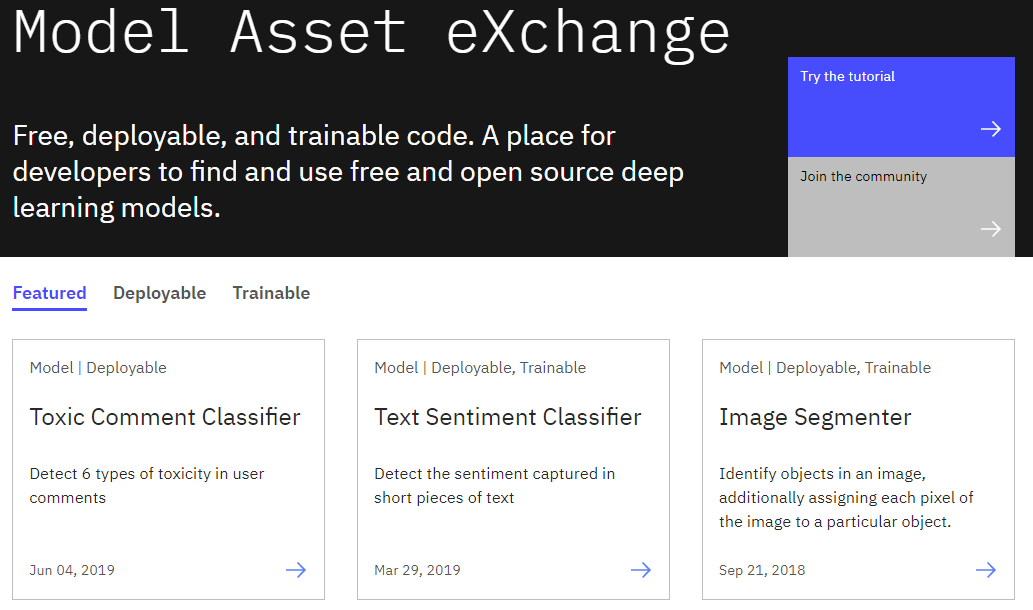 Model Asset eXchange
Free, deployable, and trainable code. A place for
developers to find and use free and open source deep
learning models.
Try the tutorial
Join the community
Featured Deployable Trainable
Model | Deployable
Toxic Comment Classifier
Detect 6 types of toxicity in user
comments
Jun 04, 2019
Model | Deployable, Trainable
Text Sentiment Classifier
Detect the sentiment captured in
short pieces of text
Mar 29, 2019
Model | Deployable, Trainable
Image Segmenter
Identify objects in an image,
additionally assigning each pixel of
the image to a particular object.
Sep 21, 2018